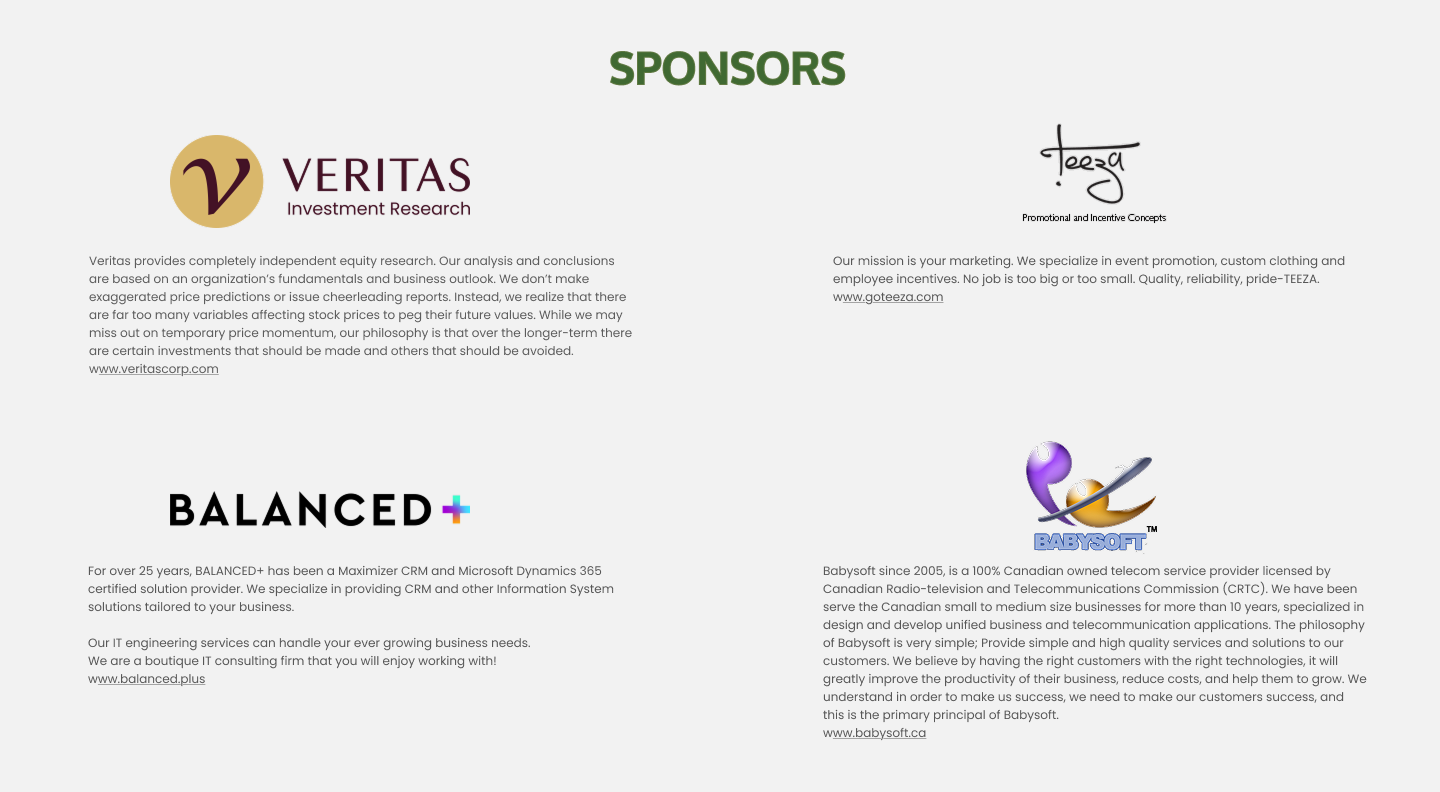 SPONSORS
VERITAS
Investment Research
Veritas provides completely independent equity research. Our analysis and conclusions
are based on an organization's fundamentals and business outlook. We don't make
exaggerated price predictions or issue cheerleading reports. Instead, we realize that there
are far too many variables affecting stock prices to peg their future values. While we may
miss out on temporary price momentum, our philosophy is that over the longer-term there
are certain investments that should be made and others that should be avoided.
www.veritascorp.com
teeza
Promotional and Incentive Concepts
Our mission is your marketing. We specialize in event promotion, custom clothing and
employee incentives. No job is too big or too small. Quality, reliability, pride-TEEZA.
www.goteeza.com
BALANCED+
For over 25 years, BALANCED+ has been a Maximizer CRM and Microsoft Dynamics 365
certified solution provider. We specialize in providing CRM and other Information System
solutions tailored to your business.
Our IT engineering services can handle your ever growing business needs.
We are a boutique IT consulting firm that you will enjoy working with!
www.balanced.plus
BABYSOFT™
Babysoft since 2005, is a 100% Canadian owned telecom service provider licensed by
Canadian Radio-television and Telecommunications Commission (CRTC). We have been
serve the Canadian small to medium size businesses for more than 10 years, specialized in
design and develop unified business and telecommunication applications. The philosophy
of Babysoft is very simple; Provide simple and high quality services and solutions to our
customers. We believe by having the right customers with the right technologies, it will
greatly improve the productivity of their business, reduce costs, and help them to grow. We
understand in order to make us success, we need to make our customers success, and
this is the primary principal of Babysoft.
www.babysoft.ca